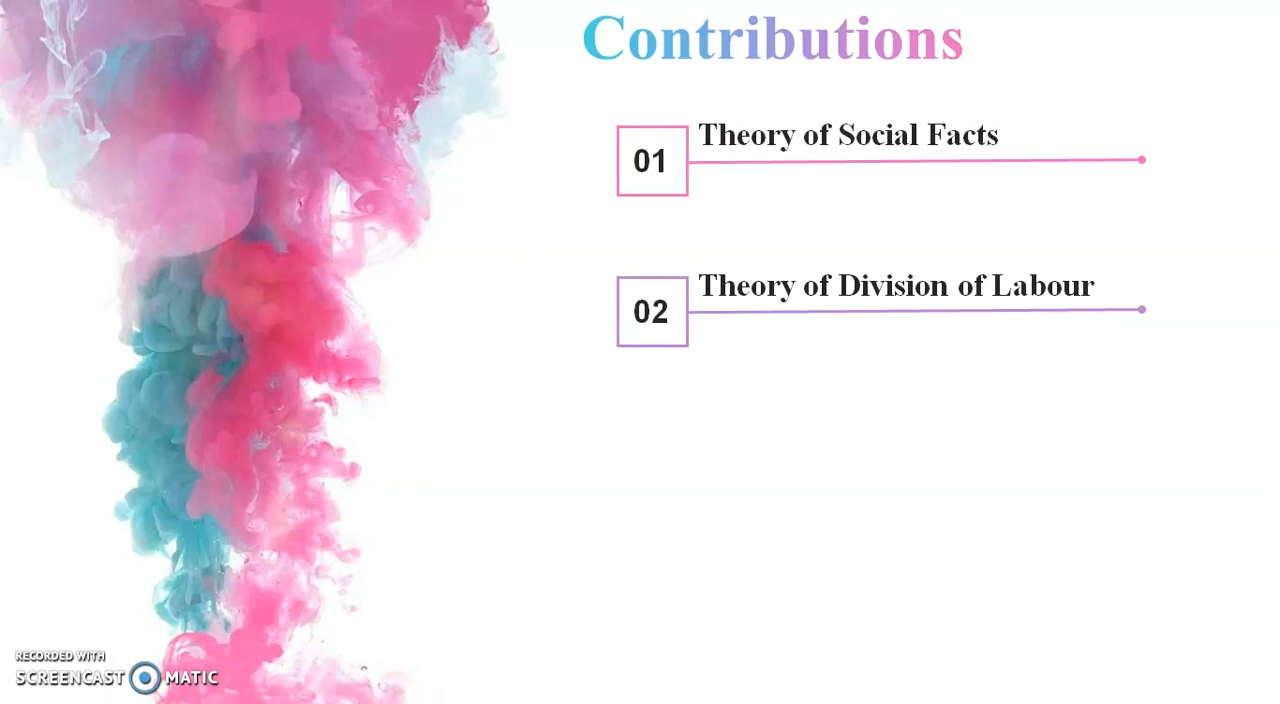 Contributions
01
Theory of Social Facts
02
Theory of Division of Labour
RECORDED WITH
SCREENCAST MATIC